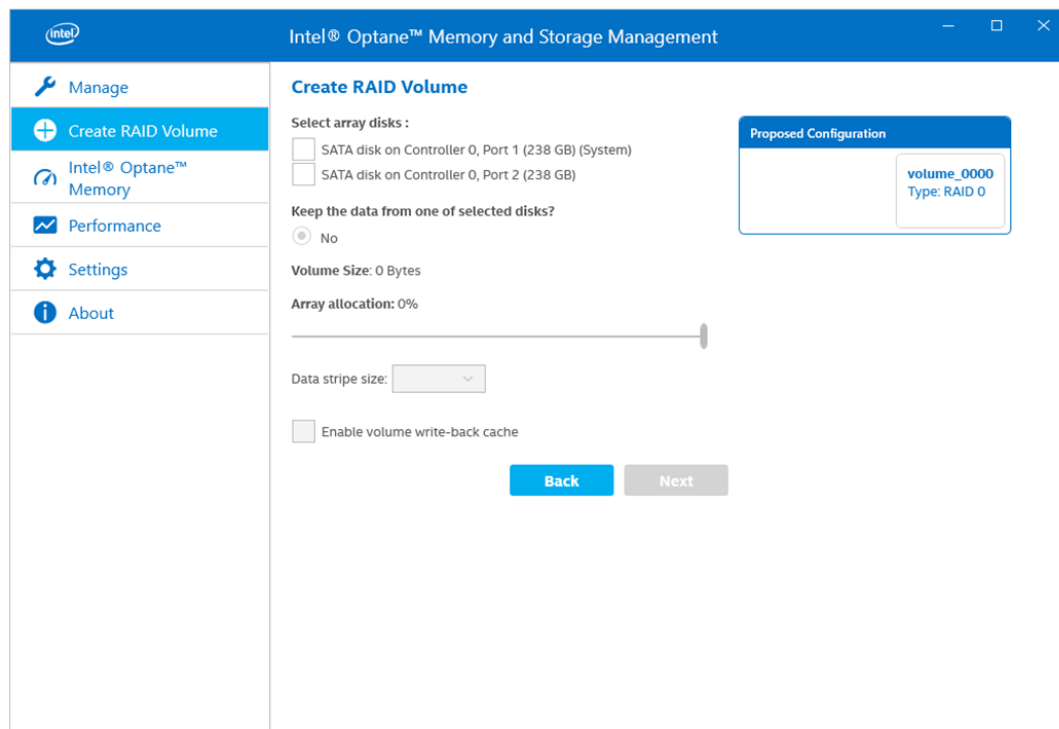 intel
Intel® Optane™ Memory and Storage Management
Manage
Create RAID Volume
Intel® Optane™
Memory
Performance
Settings
About
Create RAID Volume
Select array disks :
SATA disk on Controller 0, Port 1 (238 GB) (System)
SATA disk on Controller 0, Port 2 (238 GB)
Keep the data from one of selected disks?
No
Volume Size: 0 Bytes
Array allocation: 0%
Data stripe size:
Enable volume write-back cache
Back
Next
Proposed Configuration
volume_0000
Type: RAID 0